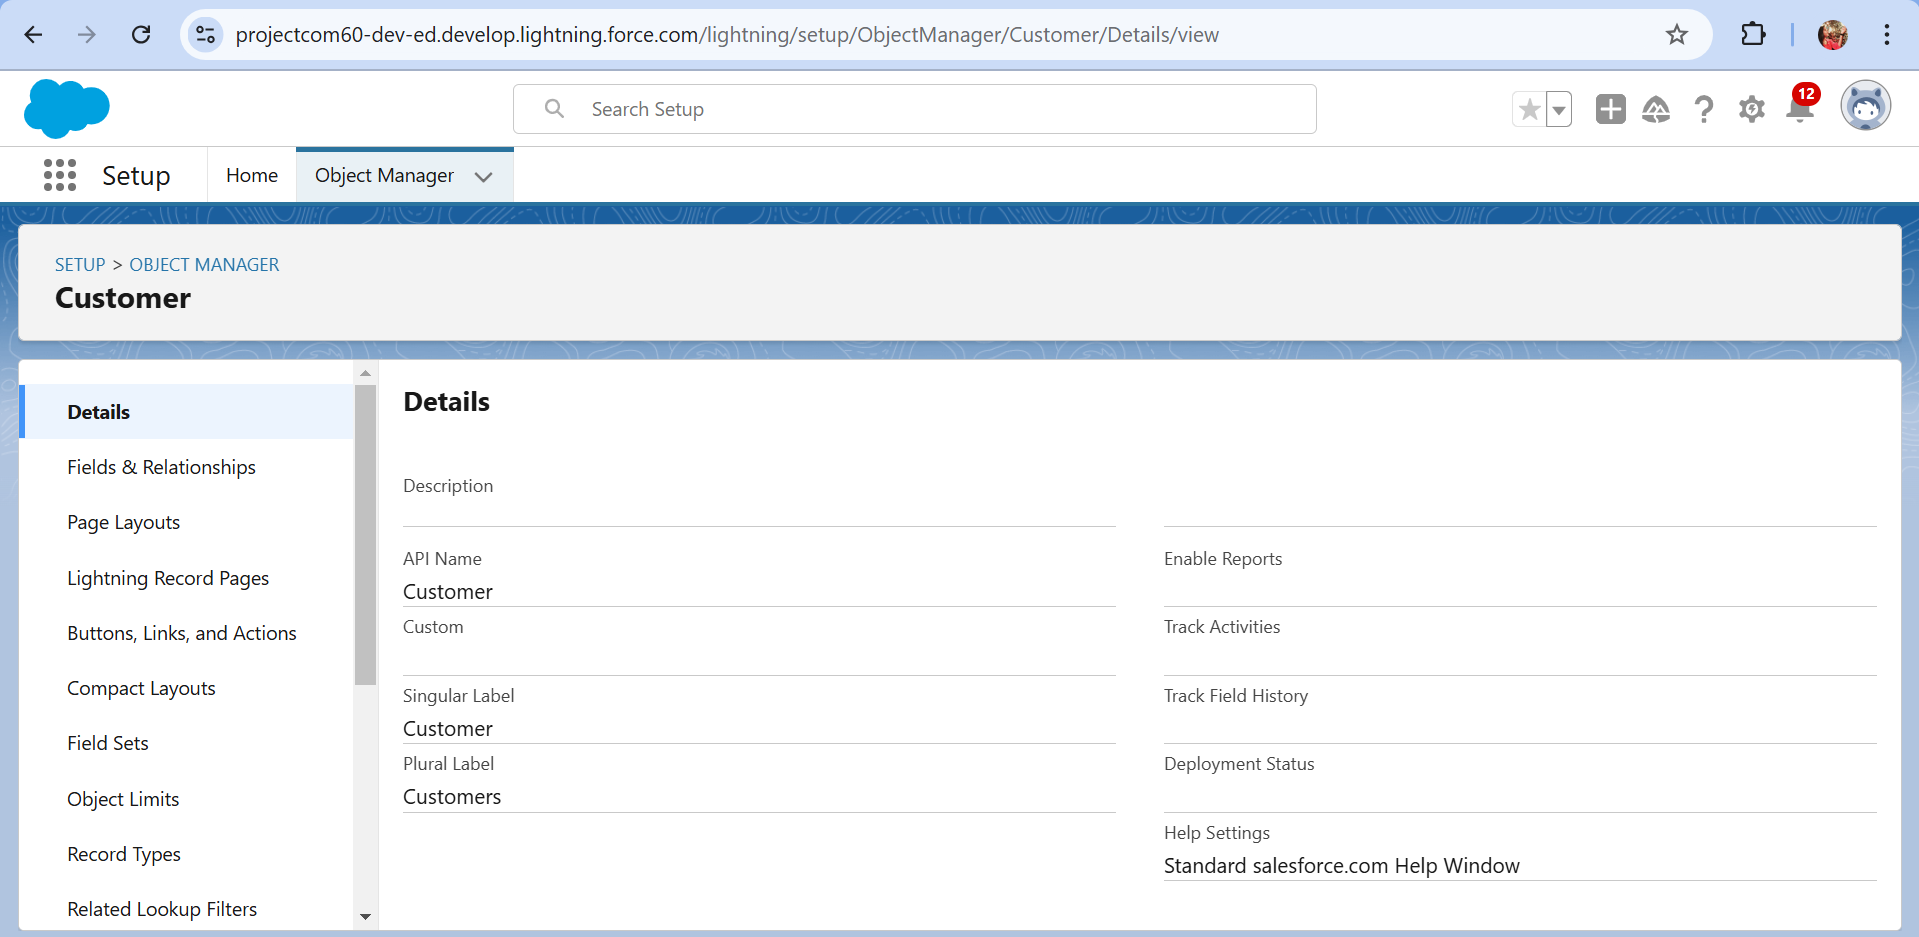 projectcom60-dev-ed.develop.lightning.force.com/lightning/setup/ObjectManager/Customer/Details/view
Search Setup
12
Setup
Home
Object Manager
SETUP > OBJECT MANAGER
Customer
Details
Fields & Relationships
Page Layouts
Lightning Record Pages
Buttons, Links, and Actions
Compact Layouts
Field Sets
Object Limits
Record Types
Related Lookup Filters
Details
Description
API Name
Customer
Custom
Singular Label
Customer
Plural Label
Customers
Enable Reports
Track Activities
Track Field History
Deployment Status
Help Settings
Standard salesforce.com Help Window